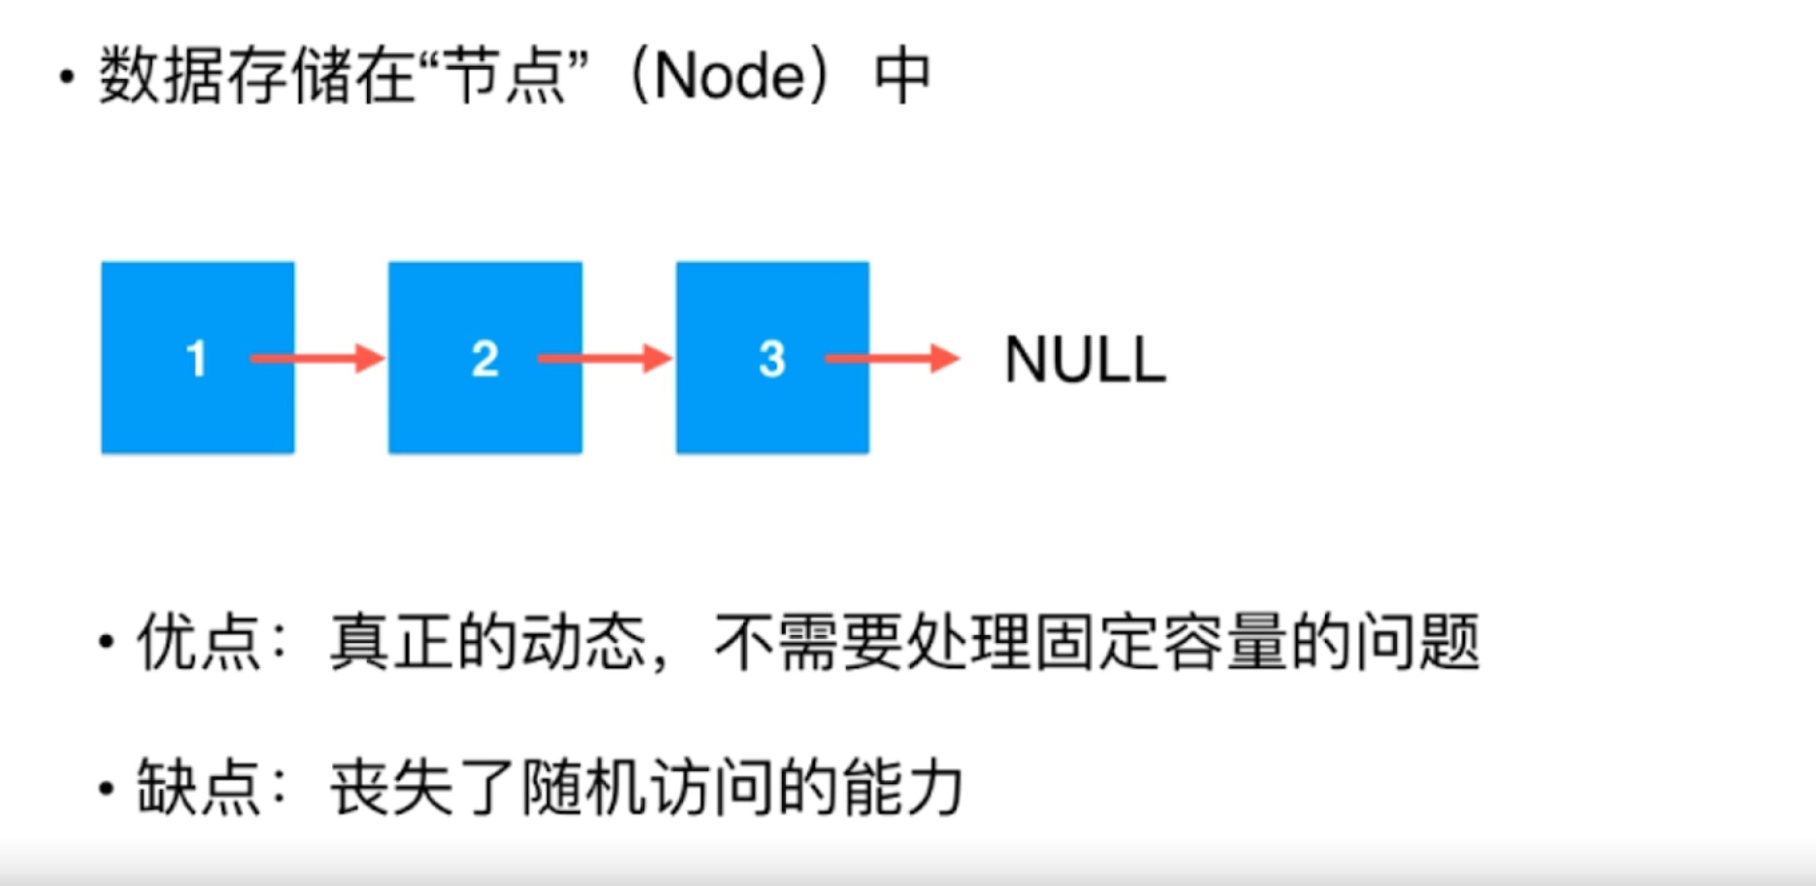 • 数据存储在“节点”（Node）中
1 2 3 NULL
• 优点：真正的动态，不需要处理固定容量的问题
• 缺点：丧失了随机访问的能力